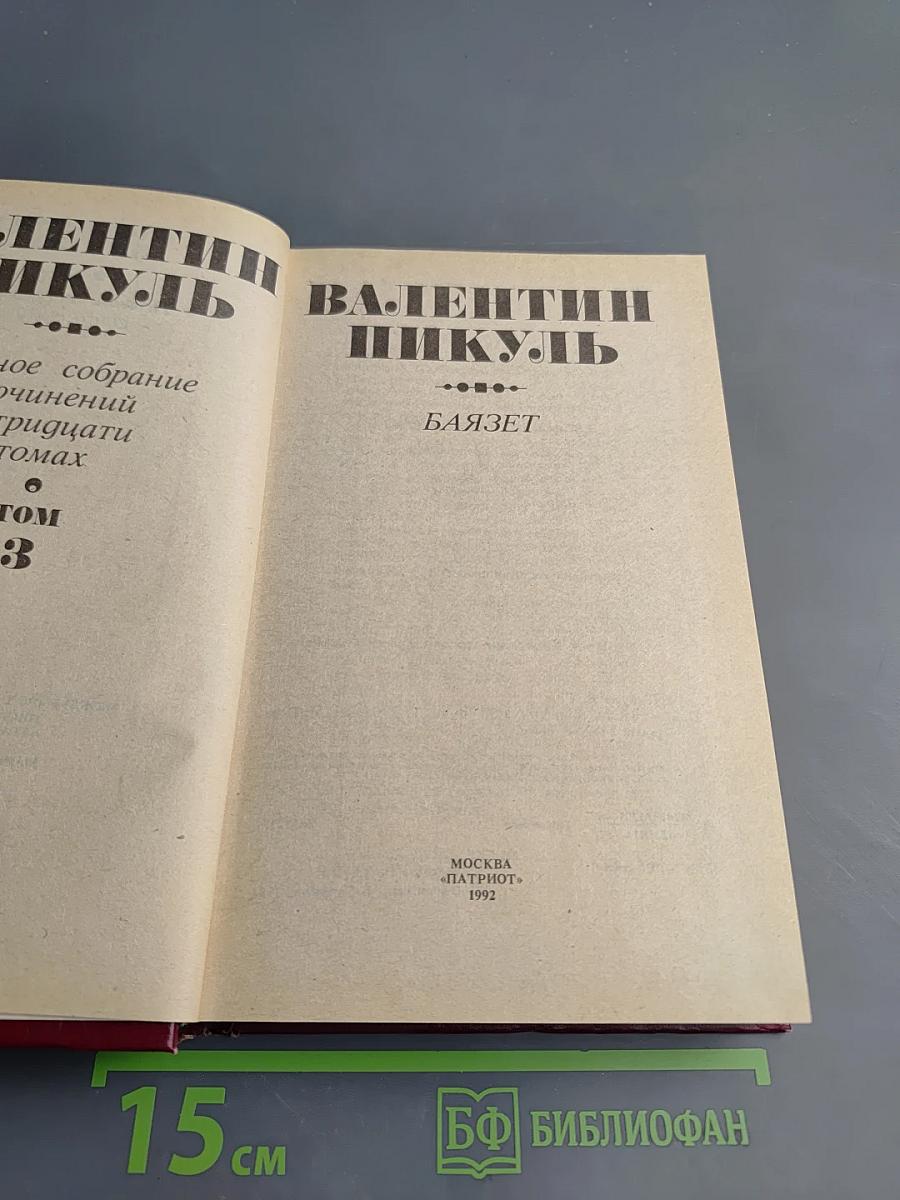 ЛЕНТИН
ИКУЛЬ
ное собрание
очинений
тридцати
томах
ТОМ
3
ВАЛЕНТИН
ПИКУЛЬ
БАЯЗЕТ
МОСКВА
«ПАТРИОТ»
1992
15 см
БФ БИБЛИОФАН